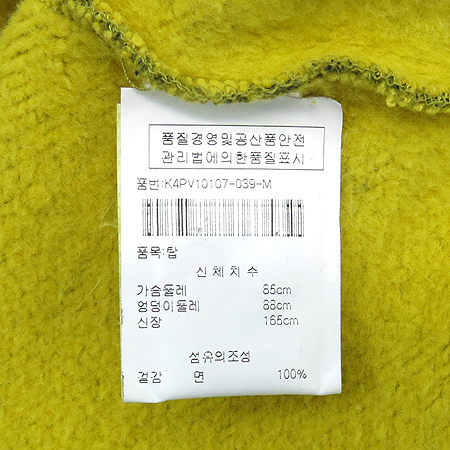 품질경영및공산품안전
관리법에의한품질표시
품번:K4PV10107-039-M
품목:탑
신체치수
가슴둘레 85cm
엉덩이둘레 88cm
신장 165cm
섬유의조성
겉감 면 100%